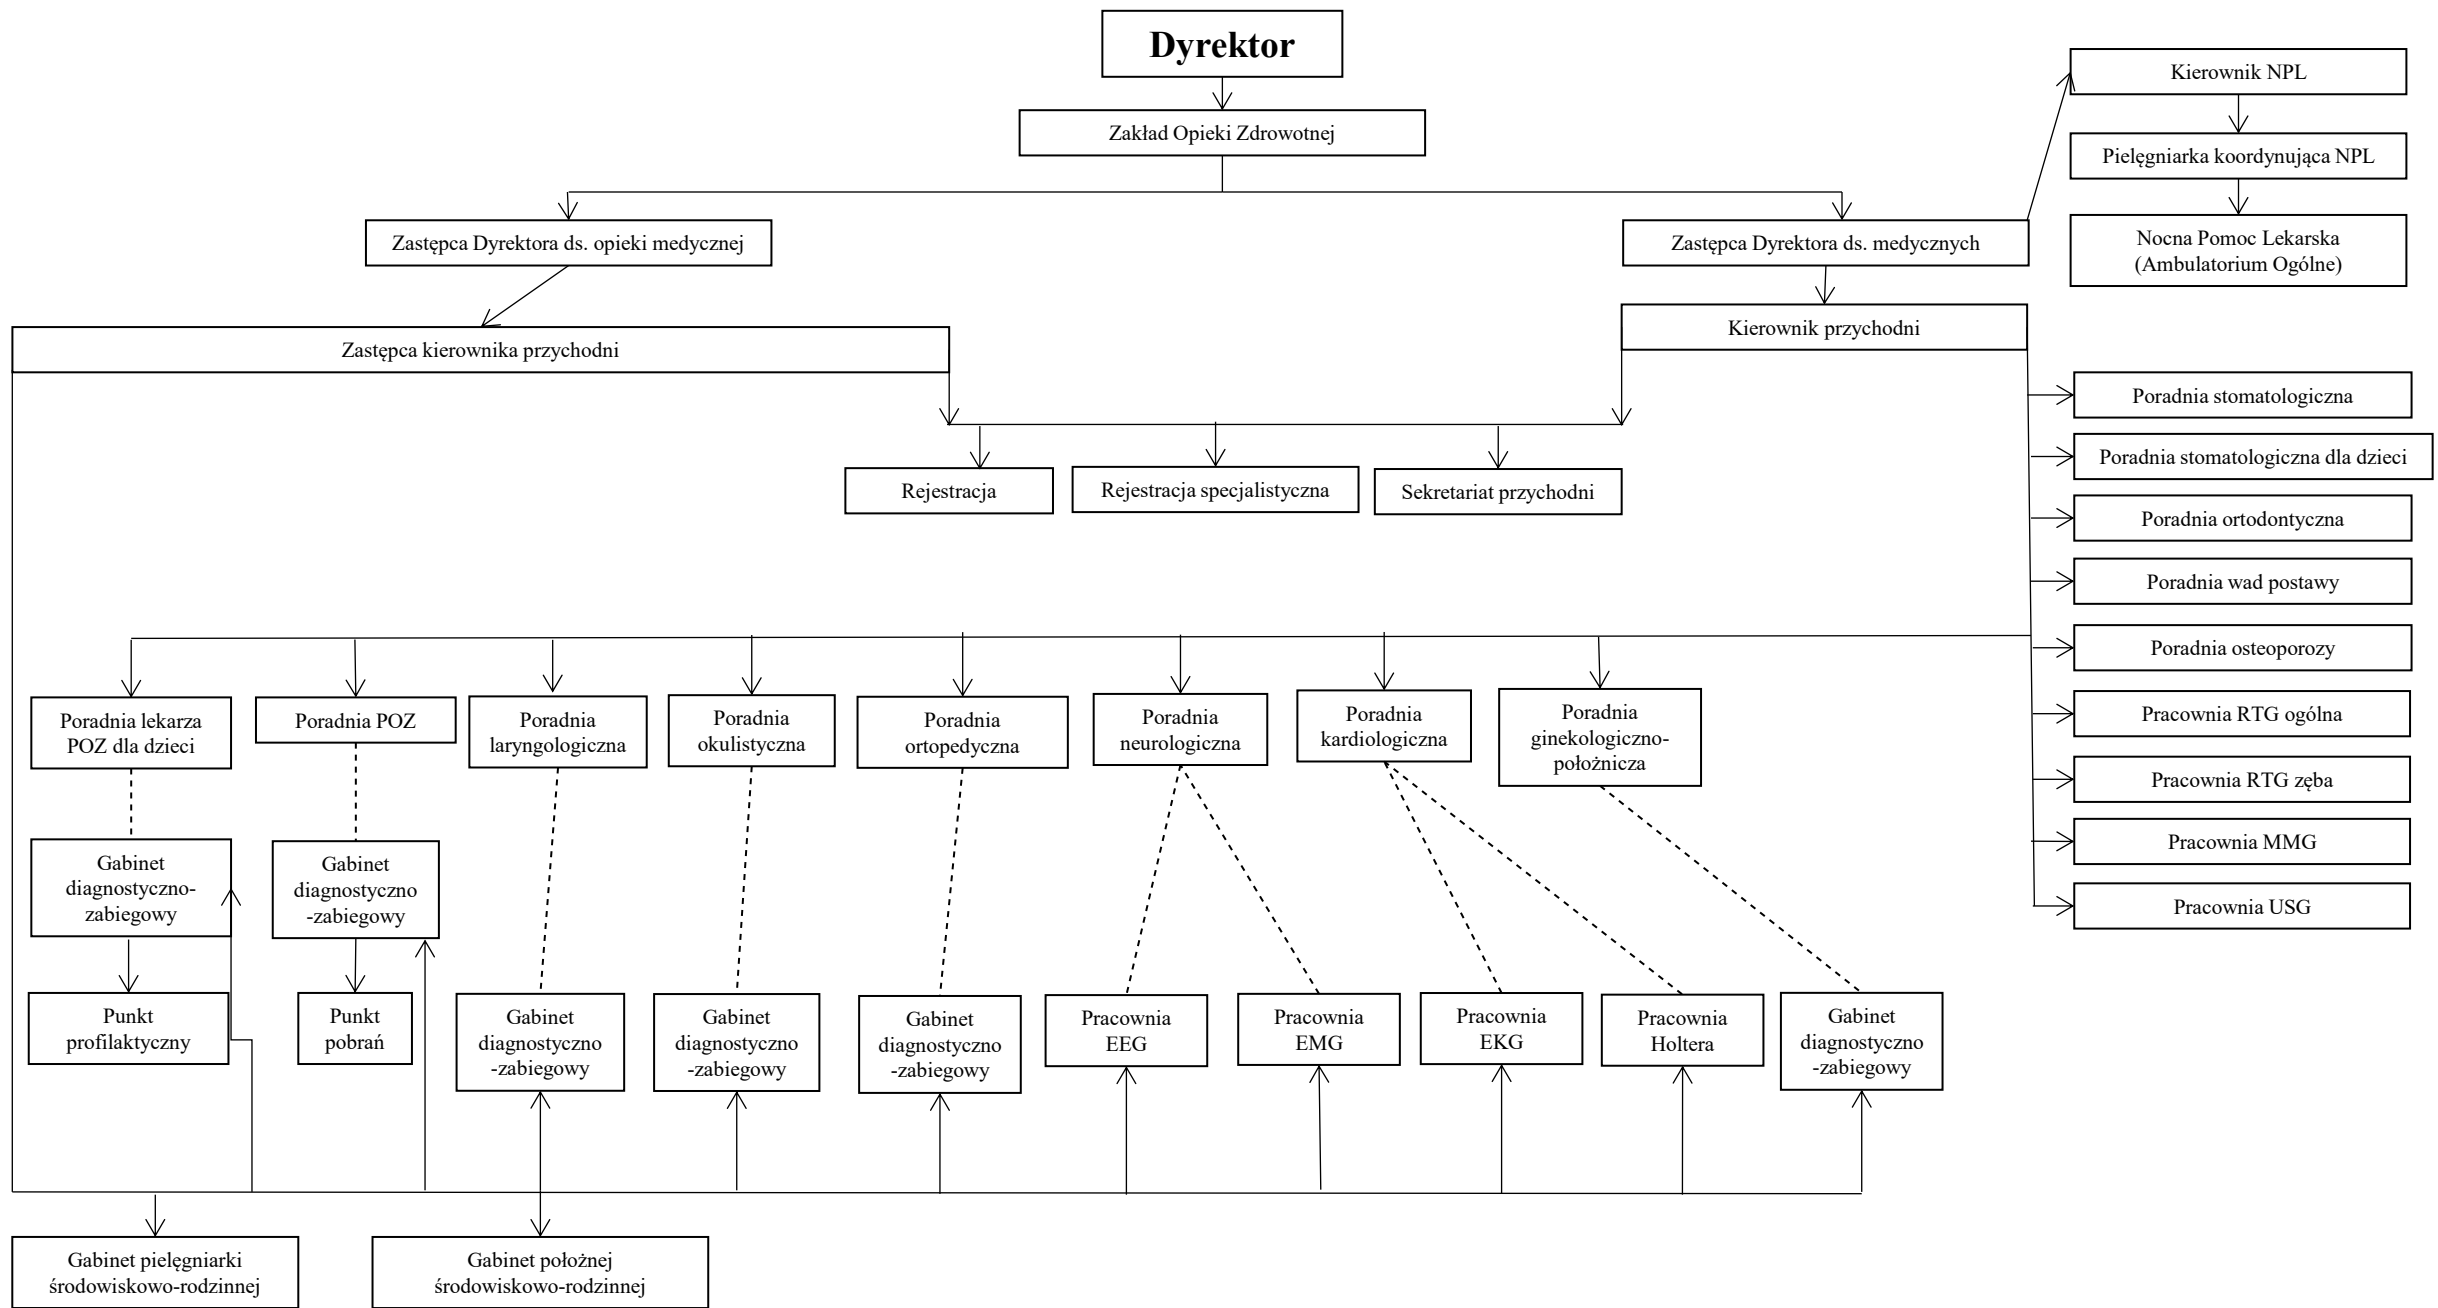 Dyrektor
Kierownik NPL
Zakład Opieki Zdrowotnej
Pielęgniarka koordynująca NPL
Zastępca Dyrektora ds. opieki medycznej
Zastępca Dyrektora ds. medycznych
Nocna Pomoc Lekarska
(Ambulatorium Ogólne)
Zastępca kierownika przychodni
Kierownik przychodni
Poradnia stomatologiczna
Poradnia stomatologiczna dla dzieci
Poradnia ortodontyczna
Poradnia wad postawy
Poradnia osteoporozy
Pracownia RTG ogólna
Pracownia RTG zęba
Pracownia MMG
Pracownia USG
Rejestracja
Rejestracja specjalistyczna
Sekretariat przychodni
Poradnia lekarza
POZ dla dzieci
Poradnia POZ
Poradnia
laryngologiczna
Poradnia
okulistyczna
Poradnia
ortopedyczna
Poradnia
neurologiczna
Poradnia
kardiologiczna
Poradnia
ginekologiczno-
położnicza
Gabinet
diagnostyczno-
zabiegowy
Gabinet
diagnostyczno
-zabiegowy
Punkt
profilaktyczny
Punkt
pobrań
Gabinet
diagnostyczno
-zabiegowy
Gabinet
diagnostyczno
-zabiegowy
Gabinet
diagnostyczno
-zabiegowy
Pracownia
EEG
Pracownia
EMG
Pracownia
EKG
Pracownia
Holtera
Gabinet
diagnostyczno
-zabiegowy
Gabinet pielęgniarki
środowiskowo-rodzinnej
Gabinet położnej
środowiskowo-rodzinnej